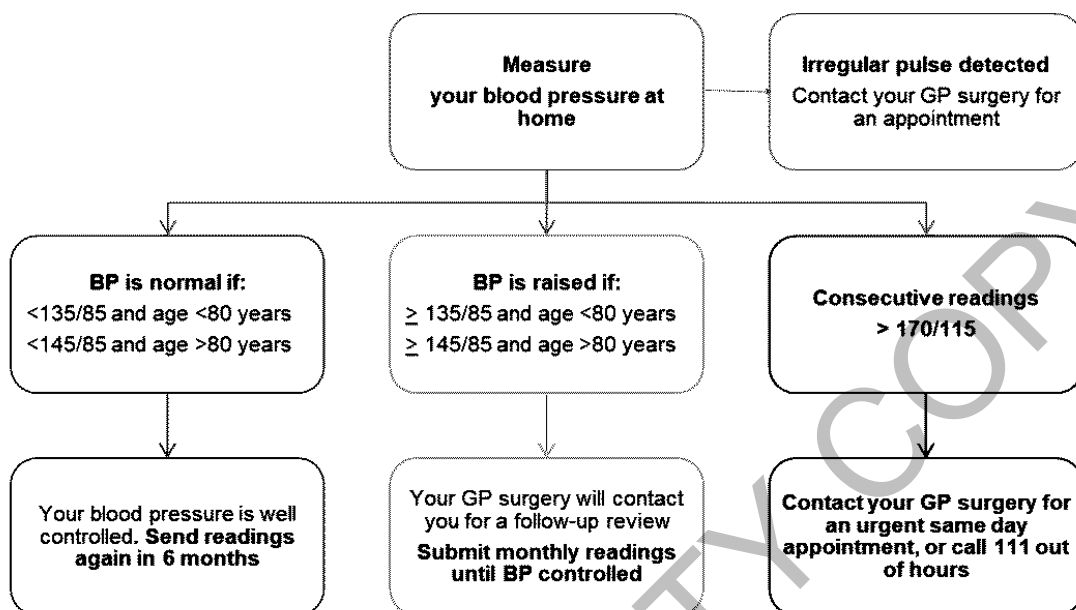 Measure
your blood pressure at
home
Irregular pulse detected
Contact your GP surgery for
an appointment
BP is normal if:
<135/85 and age <80 years
<145/85 and age >80 years
BP is raised if:
≥ 135/85 and age <80 years
≥ 145/85 and age >80 years
Consecutive readings
> 170/115
Your blood pressure is well
controlled. Send readings
again in 6 months
Your GP surgery will contact
you for a follow-up review
Submit monthly readings
until BP controlled
Contact your GP surgery for
an urgent same day
appointment, or call 111 out
of hours
TY COPY